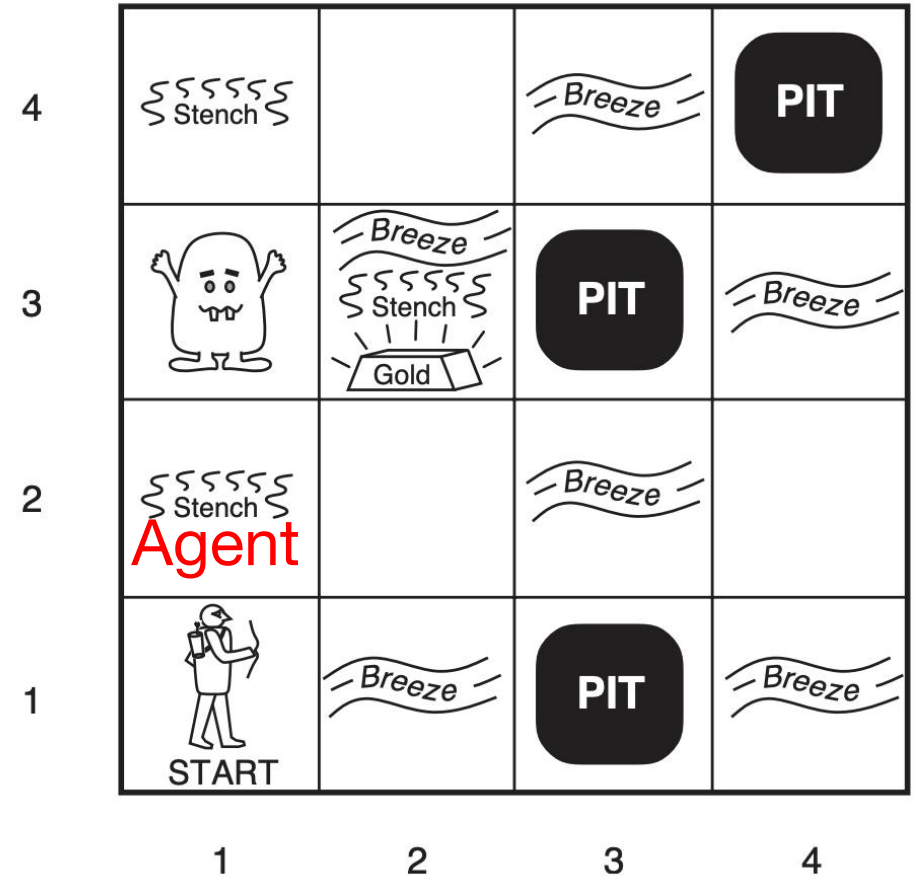 4
Stench
Breeze
PIT
3
Breeze
Stench
Gold
PIT
Breeze
2
Stench
Agent
Breeze
1
START
Breeze
PIT
Breeze
1 2 3 4